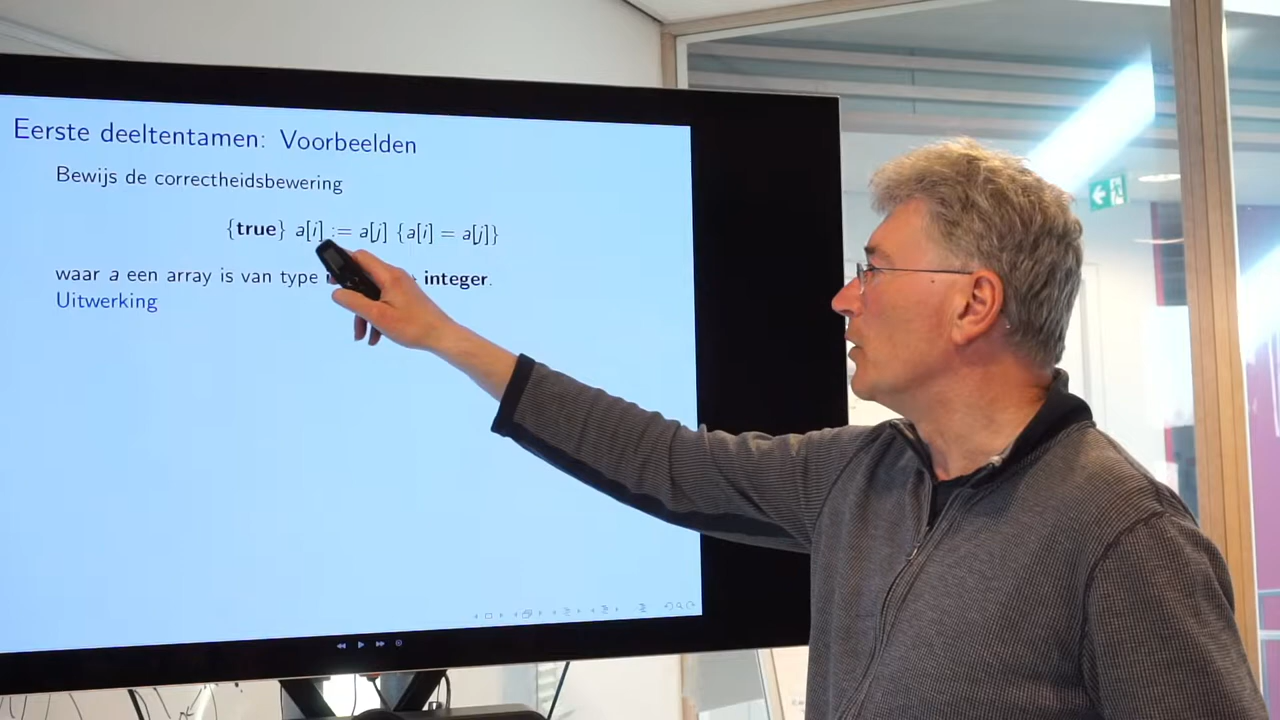 Eerste deeltentamen: Voorbeelden
Bewijs de correctheidsbewering
{true} a[i] := a[j] {a[i] = a[j]}
waar a een array is van type integer.
Uitwerking